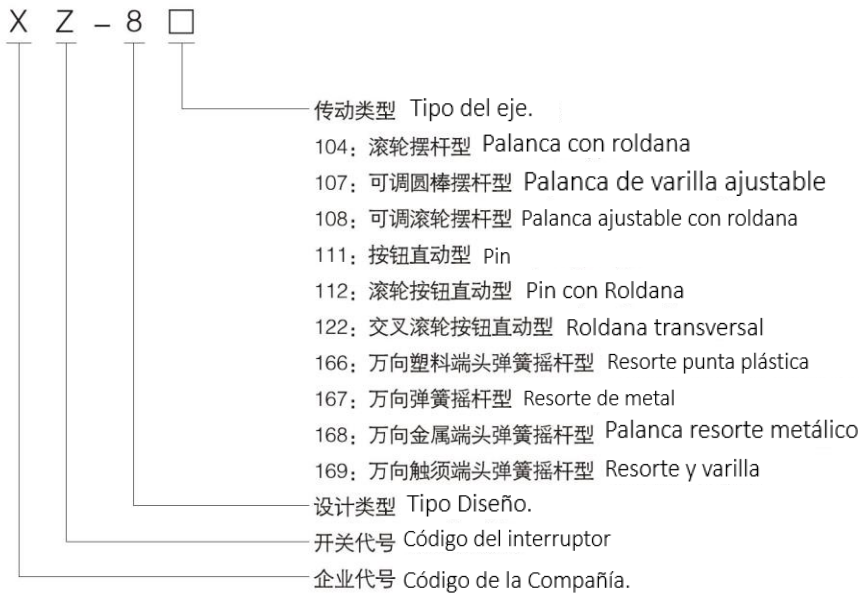 X Z - 8 □
传动类型 Tipo del eje.
104：滚轮摆杆型 Palanca con roldana
107：可调圆棒摆杆型 Palanca de varilla ajustable
108：可调滚轮摆杆型 Palanca ajustable con roldana
111：按钮直动型 Pin
112：滚轮按钮直动型 Pin con Roldana
122：交叉滚轮按钮直动型 Roldana transversal
166：万向塑料端头弹簧摇杆型 Resorte punta plástica
167：万向弹簧摇杆型 Resorte de metal
168：万向金属端头弹簧摇杆型 Palanca resorte metálico
169：万向触须端头弹簧摇杆型 Resorte y varilla
设计类型 Tipo Diseño.
开关代号 Código del interruptor
企业代号 Código de la Compañía.